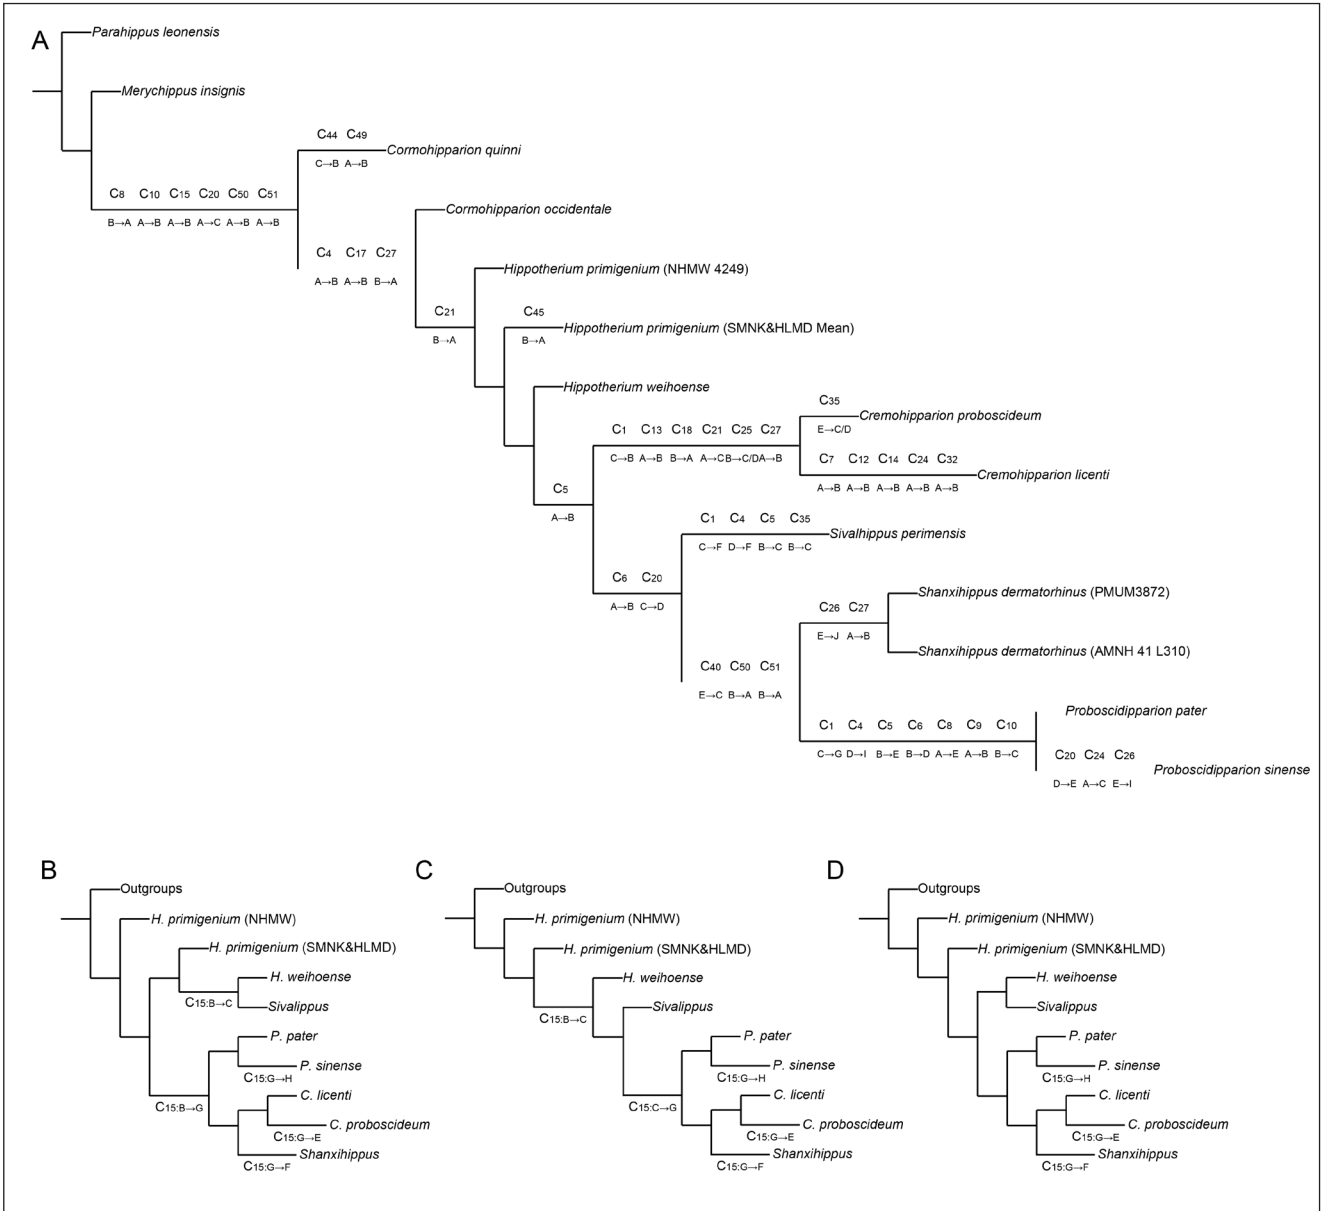 A
Parahippus leonensis
Merychippus insignis
C44 C49
Cormohipparion quinni
C→B A→B
C8 C10 C15 C20 C50 C51
B→A A→B A→B A→C A→B A→B
Cormohipparion occidentale
C4 C17 C27
A→B A→B B→A
Hippotherium primigenium (NHMW 4249)
C21
B→A
C45
Hippotherium primigenium (SMNK&HLMD Mean)
B→A
Hippotherium weihoense
C35
Cremohipparion proboscideum
E→C/D
C1 C13 C18 C21 C25 C27
C→B A→B B→A A→C B→C/D A→B
C7 C12 C14 C24 C32
Cremohipparion licenti
A→B A→B A→B A→B A→B
C5
A→B
C1 C4 C5 C35
Sivalhippus perimensis
C→F D→F B→C B→C
C6 C20
A→B C→D
Shanxihippus dermatorhinus (PMUM3872)
C26 C27
E→J A→B
Shanxihippus dermatorhinus (AMNH 41 L310)
C40 C50 C51
E→C B→A B→A
Proboscidipparion pater
C1 C4 C5 C6 C8 C9 C10
C→G D→I B→E B→D A→E A→B B→C
C20 C24 C26
Proboscidipparion sinense
D→E A→C E→I
B
Outgroups
H. primigenium (NHMW)
H. primigenium (SMNK&HLMD)
H. weihoense
C15:B→C
Sivalippus
P. pater
P. sinense
C15:G→H
C. licenti
C15:B→G
C. proboscideum
C15:G→E
Shanxihippus
C15:G→F
C
Outgroups
H. primigenium (NHMW)
H. primigenium (SMNK&HLMD)
H. weihoense
C15:B→C
Sivalippus
P. pater
P. sinense
C15:G→H
C. licenti
C15:C→G
C. proboscideum
C15:G→E
Shanxihippus
C15:G→F
D
Outgroups
H. primigenium (NHMW)
H. primigenium (SMNK&HLMD)
H. weihoense
Sivalippus
P. pater
P. sinense
C15:G→H
C. licenti
C. proboscideum
C15:G→E
Shanxihippus
C15:G→F